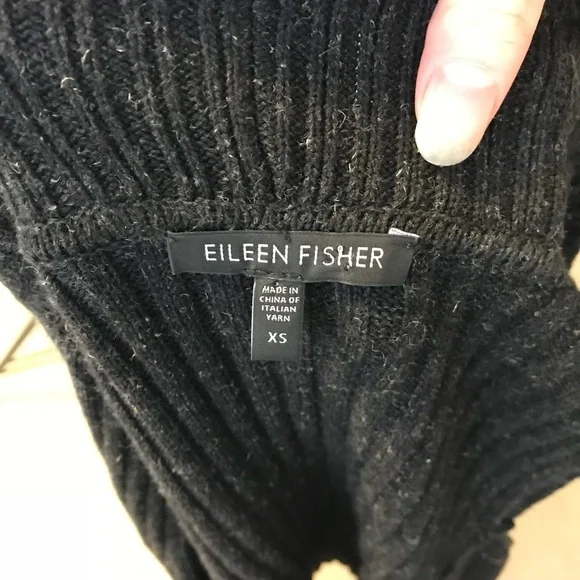 EILEEN FISHER
MADE IN
CHINA OF
ITALIAN
YARN
XS